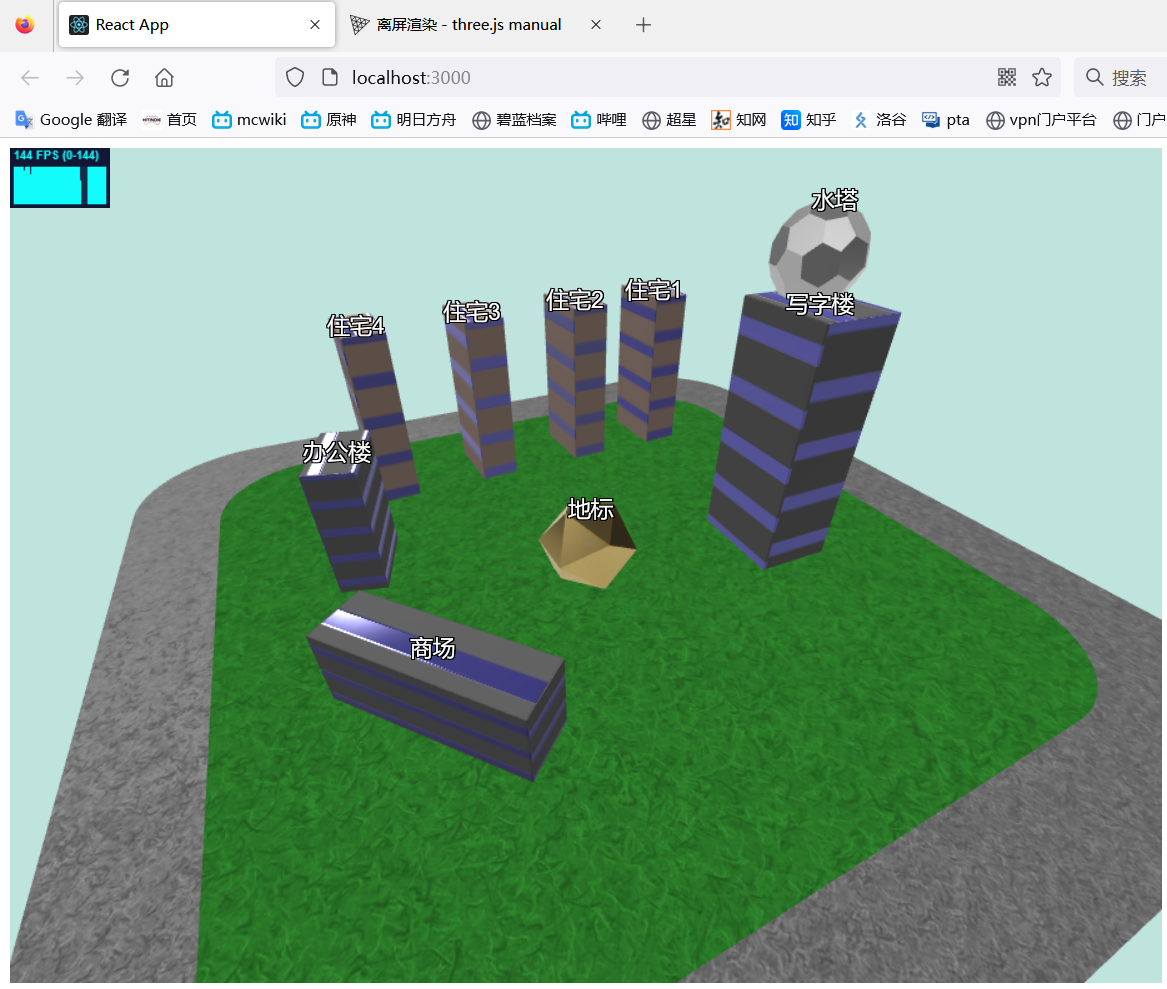 React App
离屏渲染 - three.js manual
localhost:3000
搜索
Google 翻译
首页
mcwiki
原神
明日方舟
碧蓝档案
哔哩
超星
知网
知乎
洛谷
pta
vpn门户平台
门户
144 FPS (0-144)
水塔
住宅1
住宅2
写字楼
住宅3
住宅4
办公楼
地标
商场